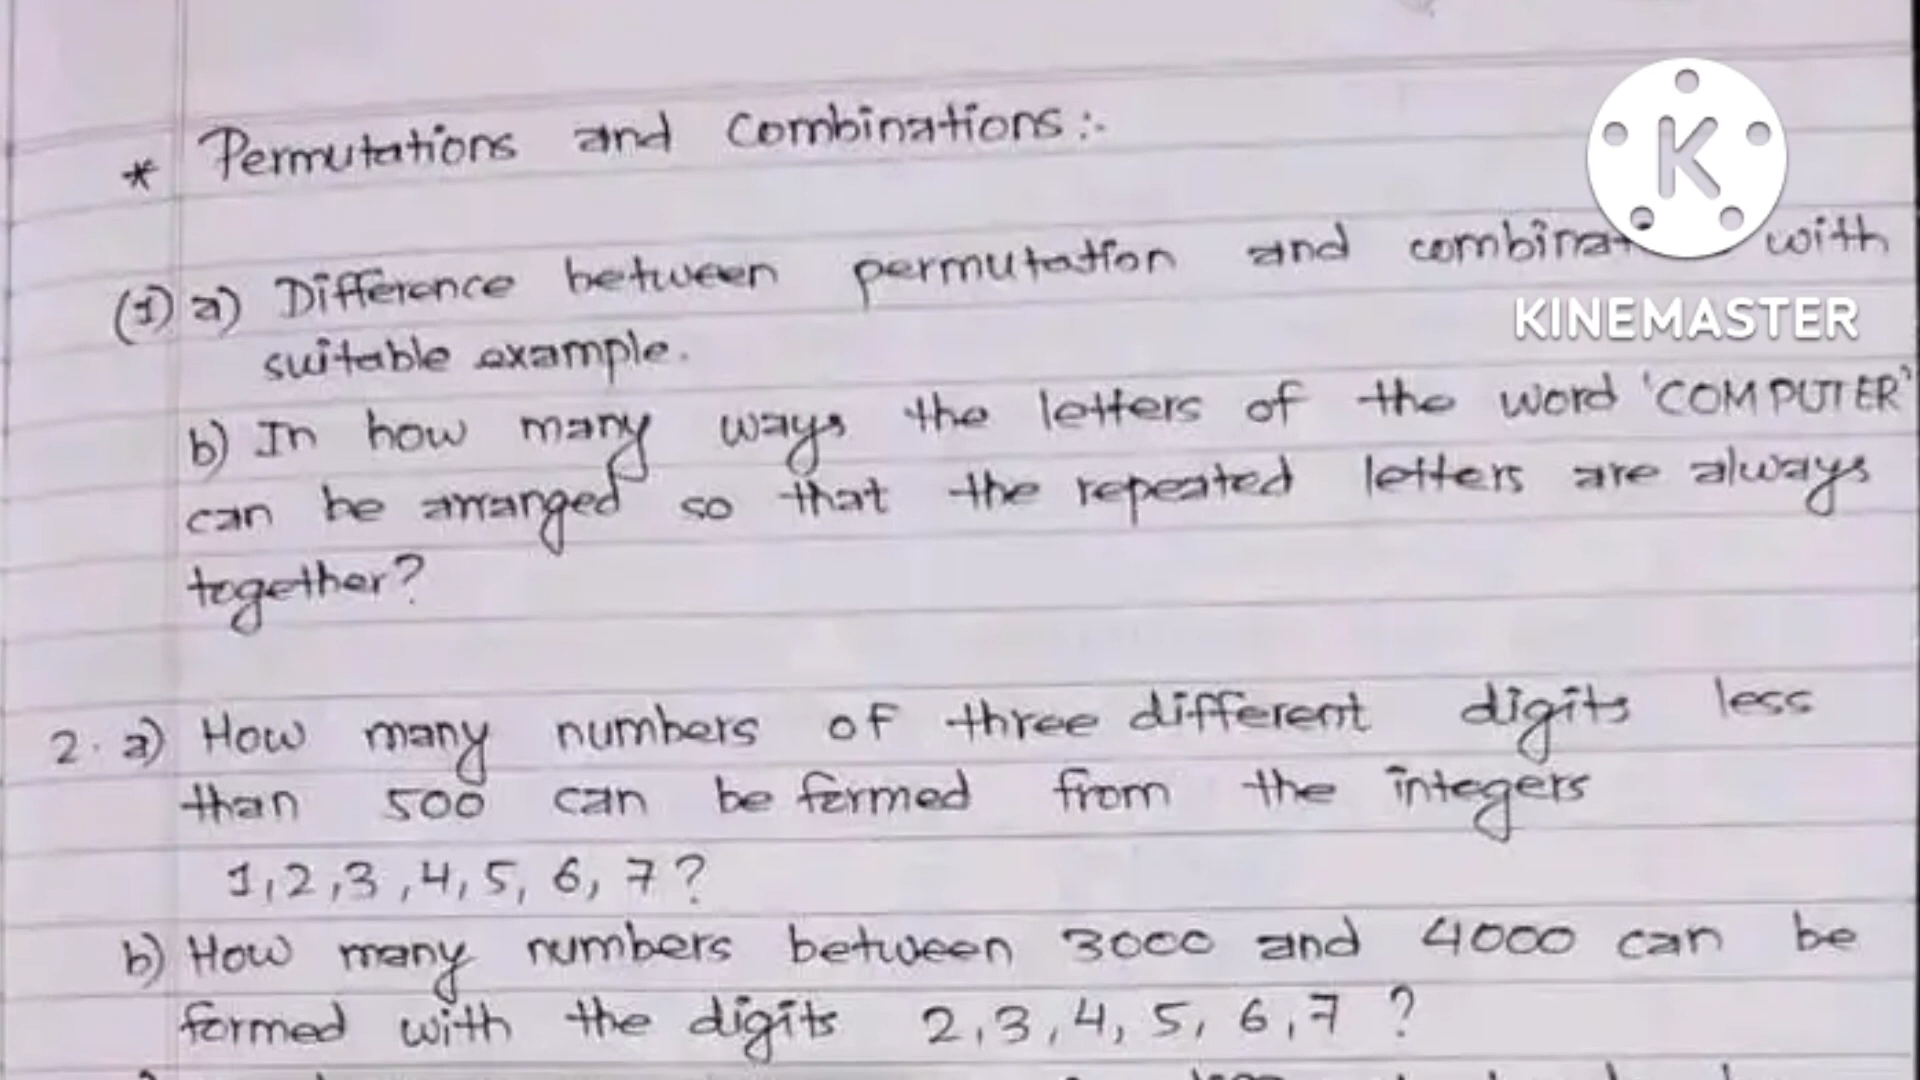 * Permutations and Combinations :-
K
KINEMASTER
(1) a) Difference between permutation and combinat with
suitable example.
b) In how many ways the letters of the word 'COMPUTER'
can be arranged so that the repeated letters are always
together?
2. a) How many numbers of three different digits less
than 500 can be formed from the integers
1, 2, 3, 4, 5, 6, 7?
b) How many numbers between 3000 and 4000 can be
formed with the digits 2, 3, 4, 5, 6, 7 ?